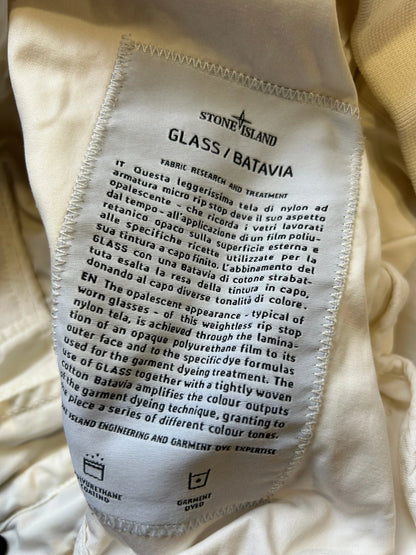 STONE ISLAND
GLASS / BATAVIA
FABRIC RESEARCH AND TREATMENT
IT Questa leggerissima tela di nylon ad
armatura micro rip stop deve il suo aspetto
opalescente - che ricorda i vetri lavorati
dal tempo - all'applicazione di un film poliu-
retanico opaco sulla superficie esterna e
alle specifiche ricette utilizzate per la
sua tintura a capo finito. L'abbinamento del
GLASS con una Batavia di cotone strabat-
tuta esalta la resa della tintura in capo,
donando al capo diverse tonalità di colore.
EN The opalescent appearance - typical of
worn glasses - of this weightless rip stop
nylon tela, is achieved through the lamina-
tion of an opaque polyurethane film to its
outer face and to the specific dye formulas
used for the garment dyeing treatment. The
use of GLASS together with a tightly woven
cotton Batavia amplifies the colour outputs
of the garment dyeing technique, granting to
piece a series of different colour tones.
ISLAND ENGINEERING AND GARMENT DYE EXPERTISE
COATING
GARMENT
DYED